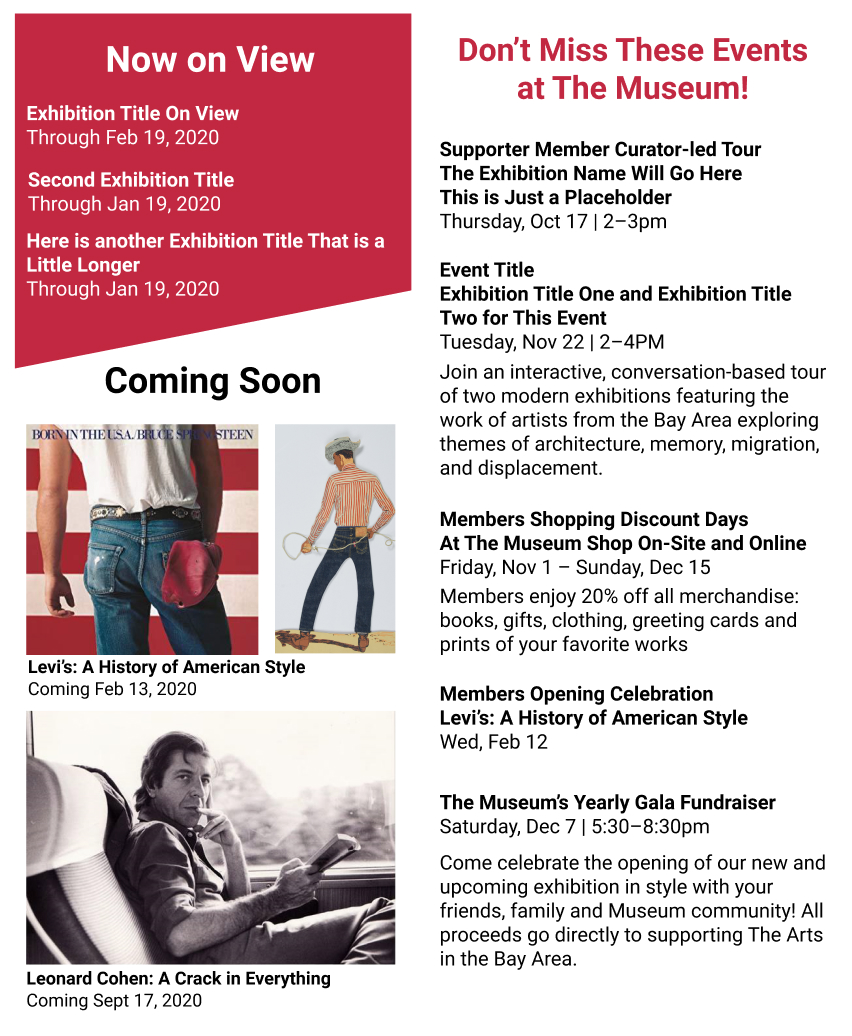 Now on View
Exhibition Title On View
Through Feb 19, 2020
Second Exhibition Title
Through Jan 19, 2020
Here is another Exhibition Title That is a
Little Longer
Through Jan 19, 2020
Coming Soon
BORN IN THE U.S.A./BRUCE SPRINGSTEEN
Levi’s: A History of American Style
Coming Feb 13, 2020
Leonard Cohen: A Crack in Everything
Coming Sept 17, 2020
Don’t Miss These Events
at The Museum!
Supporter Member Curator-led Tour
The Exhibition Name Will Go Here
This is Just a Placeholder
Thursday, Oct 17 | 2–3pm
Event Title
Exhibition Title One and Exhibition Title
Two for This Event
Tuesday, Nov 22 | 2–4PM
Join an interactive, conversation-based tour
of two modern exhibitions featuring the
work of artists from the Bay Area exploring
themes of architecture, memory, migration,
and displacement.
Members Shopping Discount Days
At The Museum Shop On-Site and Online
Friday, Nov 1 – Sunday, Dec 15
Members enjoy 20% off all merchandise:
books, gifts, clothing, greeting cards and
prints of your favorite works
Members Opening Celebration
Levi’s: A History of American Style
Wed, Feb 12
The Museum’s Yearly Gala Fundraiser
Saturday, Dec 7 | 5:30–8:30pm
Come celebrate the opening of our new and
upcoming exhibition in style with your
friends, family and Museum community! All
proceeds go directly to supporting The Arts
in the Bay Area.